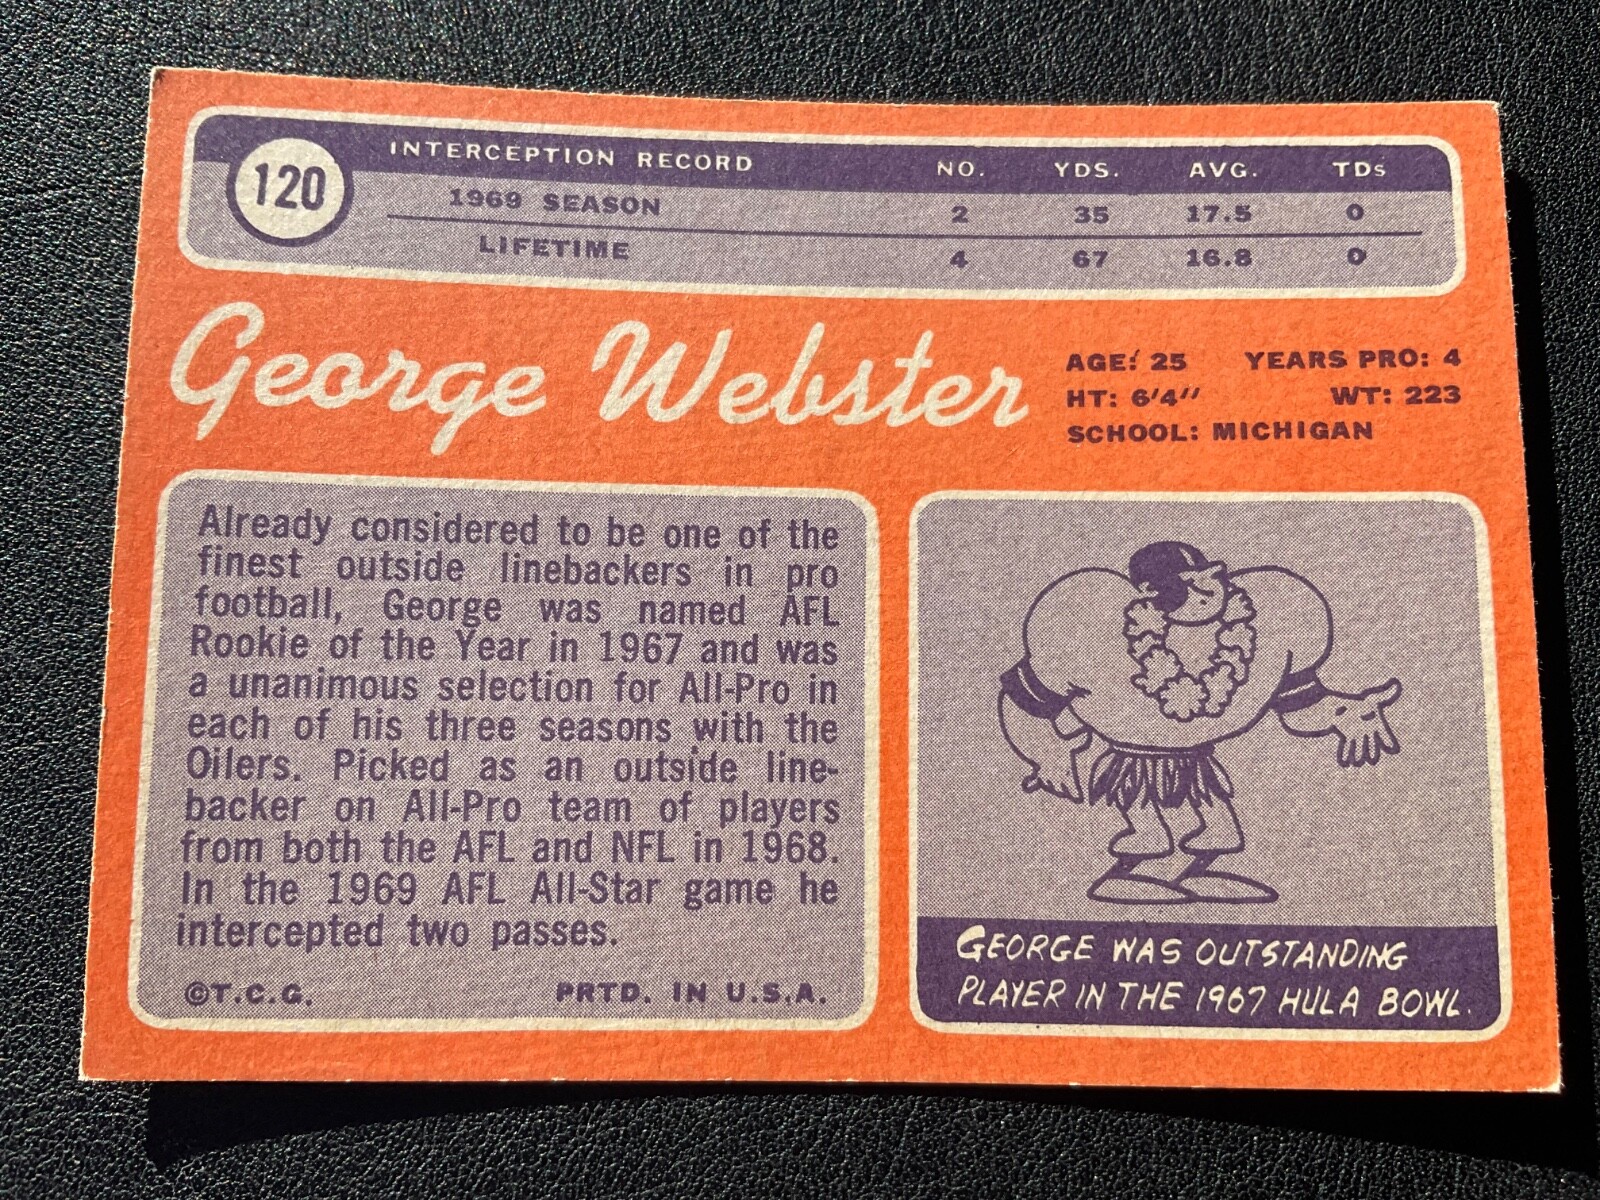 120
INTERCEPTION RECORD NO. YDS. AVG. TDs
1969 SEASON 2 35 17.5 0
LIFETIME 4 67 16.8 0
George Webster
AGE: 25 YEARS PRO: 4
HT: 6'4'' WT: 223
SCHOOL: MICHIGAN
Already considered to be one of the
finest outside linebackers in pro
football, George was named AFL
Rookie of the Year in 1967 and was
a unanimous selection for All-Pro in
each of his three seasons with the
Oilers. Picked as an outside line-
backer on All-Pro team of players
from both the AFL and NFL in 1968.
In the 1969 AFL All-Star game he
intercepted two passes.
©T.C.G. PRTD. IN U.S.A.
GEORGE WAS OUTSTANDING
PLAYER IN THE 1967 HULA BOWL.